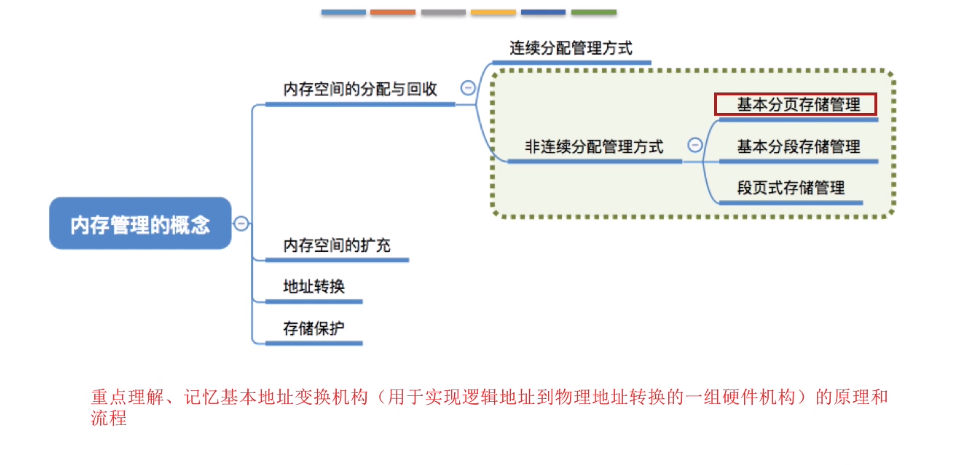 连续分配管理方式
内存空间的分配与回收
基本分页存储管理
非连续分配管理方式
基本分段存储管理
段页式存储管理
内存管理的概念
内存空间的扩充
地址转换
存储保护
重点理解、记忆基本地址变换机构（用于实现逻辑地址到物理地址转换的一组硬件机构）的原理和
流程